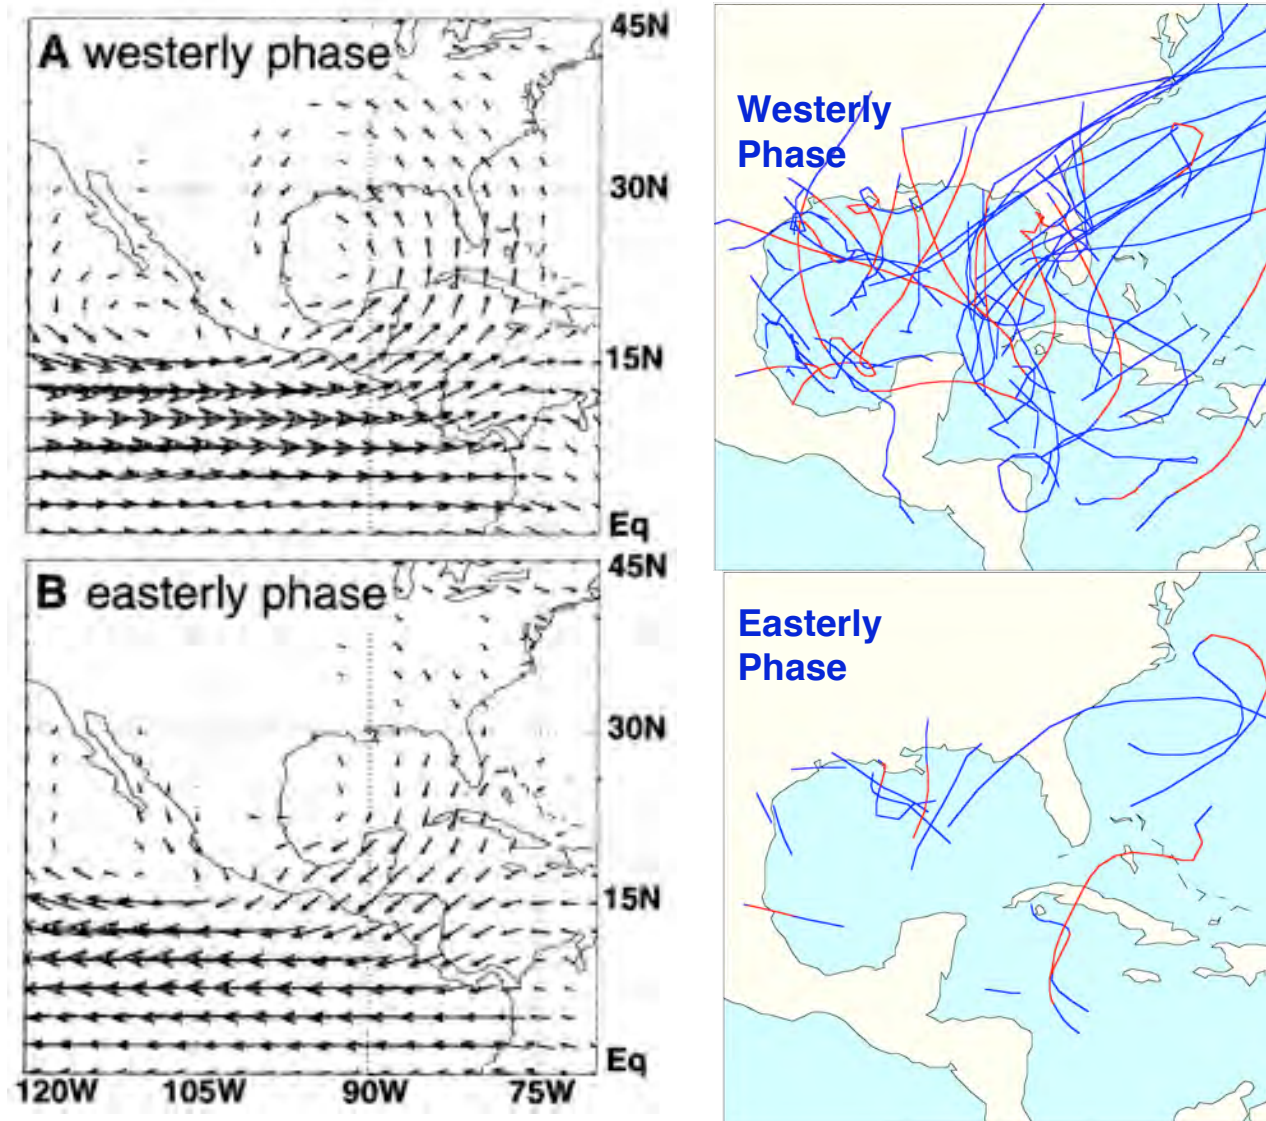 A westerly phase
45N
30N
15N
Eq
Westerly
Phase
B easterly phase
45N
30N
15N
Eq
120W 105W 90W 75W
Easterly
Phase